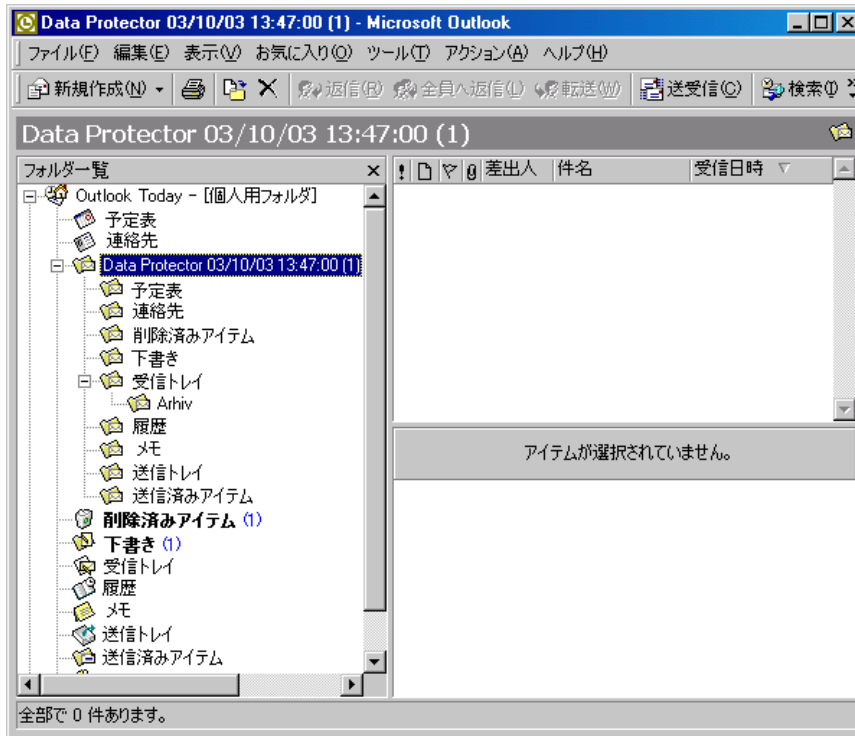 Data Protector 03/10/03 13:47:00 (1) - Microsoft Outlook
ファイル(F) 編集(E) 表示(V) お気に入り(O) ツール(T) アクション(A) ヘルプ(H)
新規作成(N) 返信(R) 全員へ返信(L) 転送(W) 送受信(C) 検索(I)
Data Protector 03/10/03 13:47:00 (1)
フォルダ一覧
差出人 件名 受信日時
Outlook Today - [個人用フォルダ]
予定表
連絡先
Data Protector 03/10/03 13:47:00 (1)
予定表
連絡先
削除済みアイテム
下書き
受信トレイ
Arhiv
履歴
メモ
送信トレイ
送信済みアイテム
削除済みアイテム (1)
下書き (1)
受信トレイ
履歴
メモ
送信トレイ
送信済みアイテム
アイテムが選択されていません。
全部で 0 件あります。